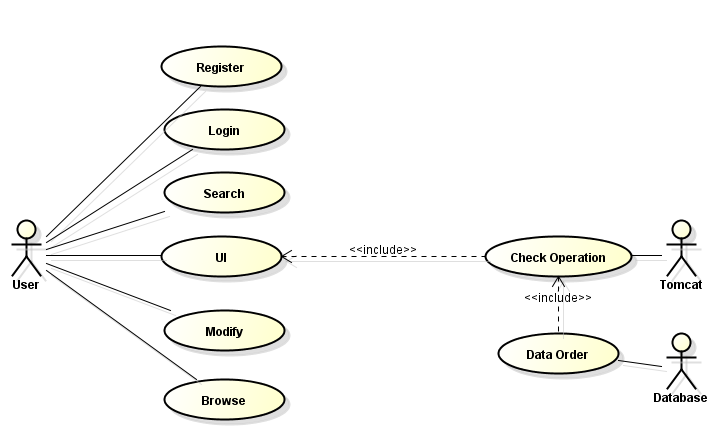 Register
Login
Search
UI
<<include>>
Check Operation
User
Tomcat
<<include>>
Modify
Data Order
Browse
Database